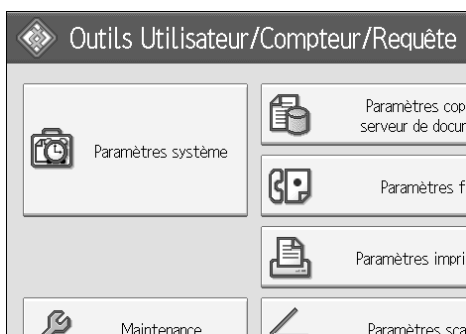 Outils Utilisateur/Compteur/Requête
Paramètres système
Paramètres cop
serveur de docur
Paramètres f
Paramètres impri
Maintenance
Paramètres sca